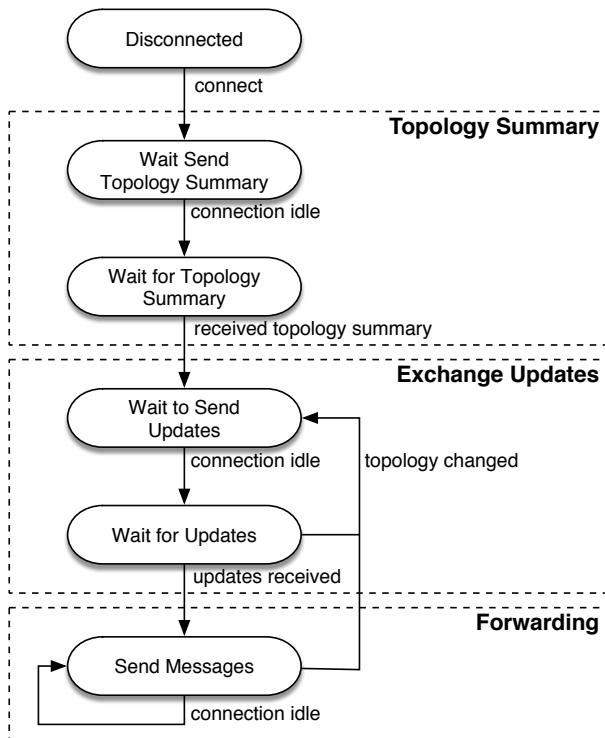 Disconnected
connect
Topology Summary
Wait Send
Topology Summary
connection idle
Wait for Topology
Summary
received topology summary
Exchange Updates
Wait to Send
Updates
connection idle
topology changed
Wait for Updates
updates received
Forwarding
Send Messages
connection idle